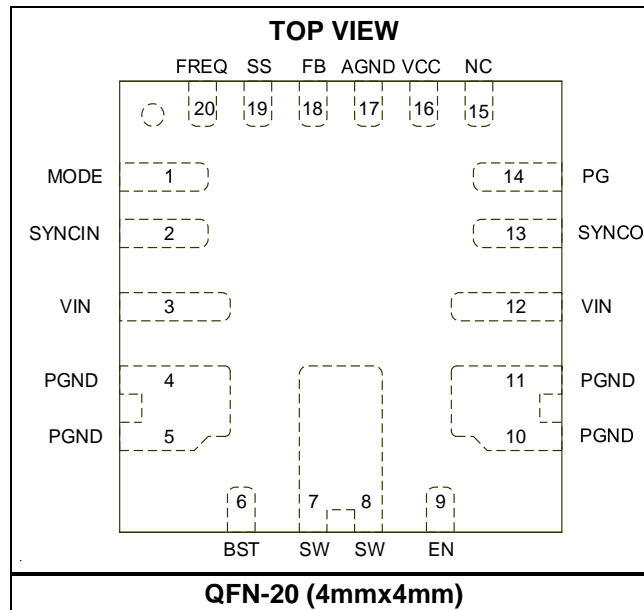 TOP VIEW
FREQ SS FB AGND VCC NC
20 19 18 17 16 15
MODE 1 14 PG
SYNCIN 2 13 SYNCO
VIN 3 12 VIN
PGND 4 11 PGND
PGND 5 10 PGND
6 7 8 9
BST SW SW EN
QFN-20 (4mmx4mm)